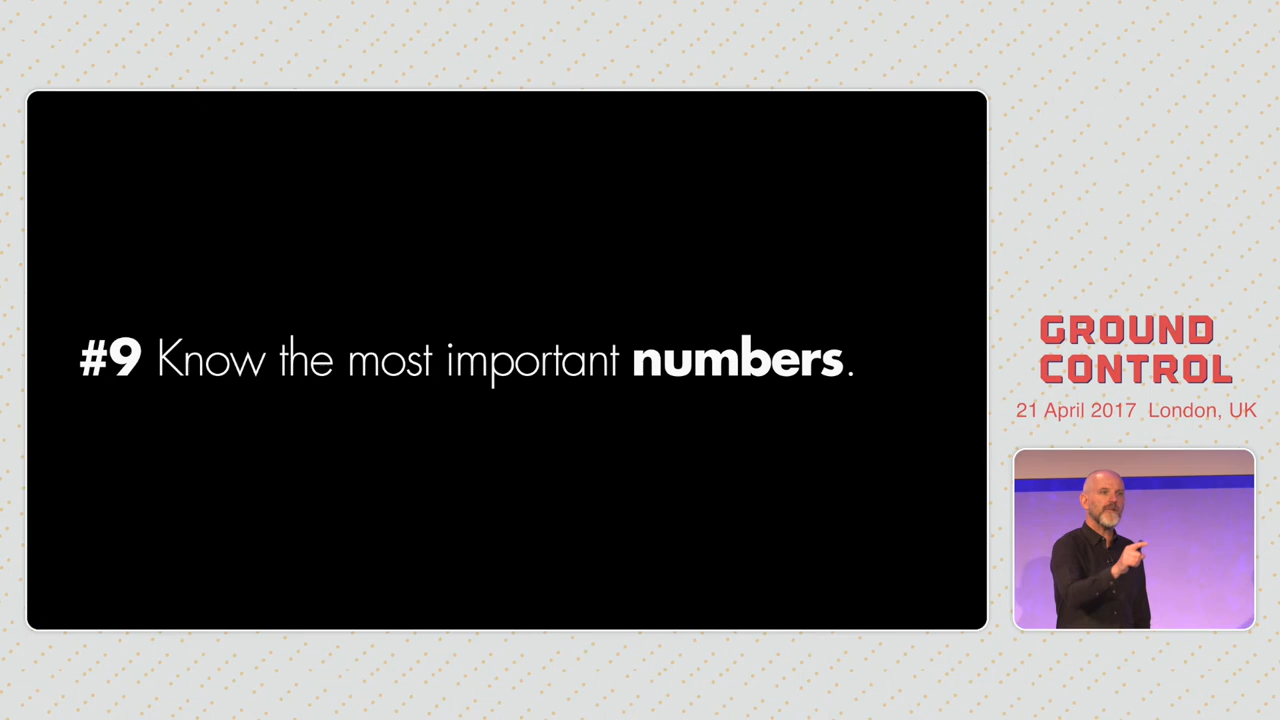 #9 Know the most important numbers.
GROUND
CONTROL
21 April 2017 London, UK